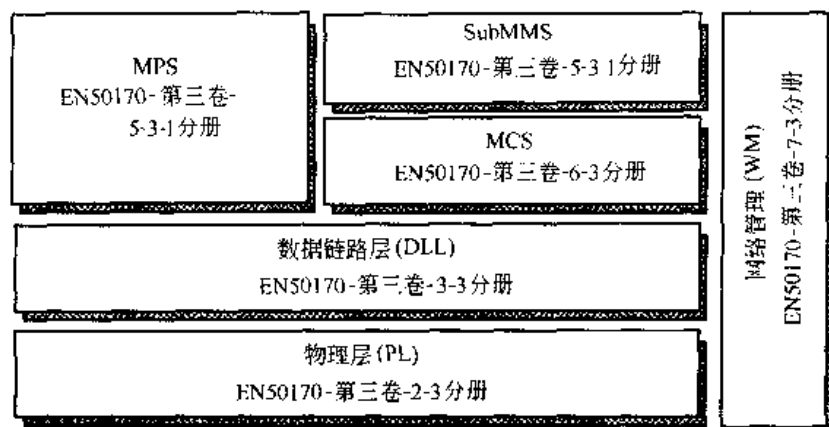 MPS
EN50170-第三卷-
5-3-1分册
SubMMS
EN50170-第三卷-5-3 1分册
MCS
EN50170-第三卷-6-3分册
数据链路层(DLL)
EN50170-第三卷-3-3分册
物理层(PL)
EN50170-第三卷-2-3分册
网络管理(WM)
EN50170-第三卷-7-3分册